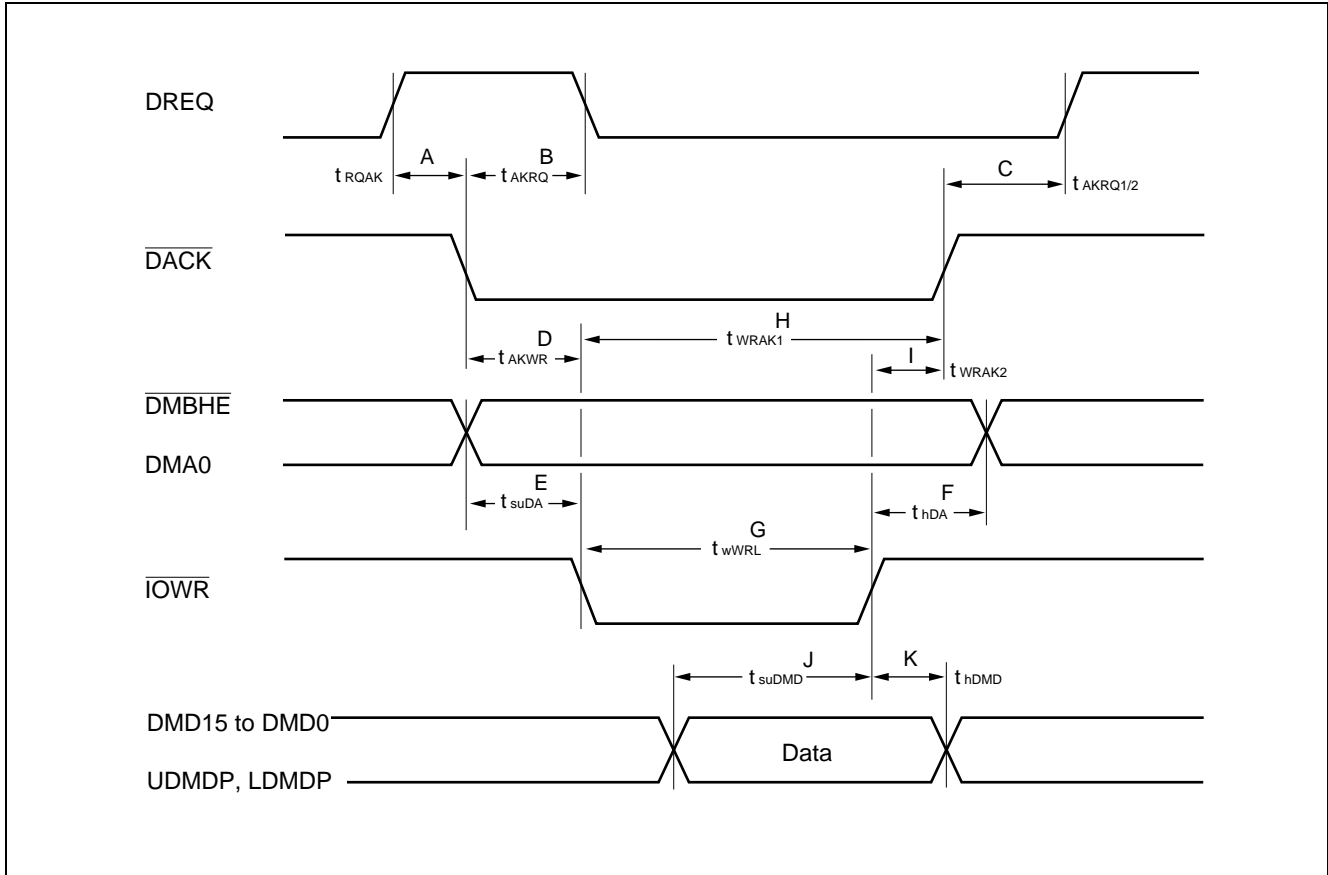 DREQ
A
B
t RQAK
t AKRQ
C
t AKRQ1/2
DACK
D
t AKWR
H
t WRAK1
I
t WRAK2
DMBHE
DMA0
E
t suDA
F
t hDA
G
t wWRL
IOWR
J
t suDMD
K
t hDMD
DMD15 to DMD0
Data
UDMDP, LDMDP